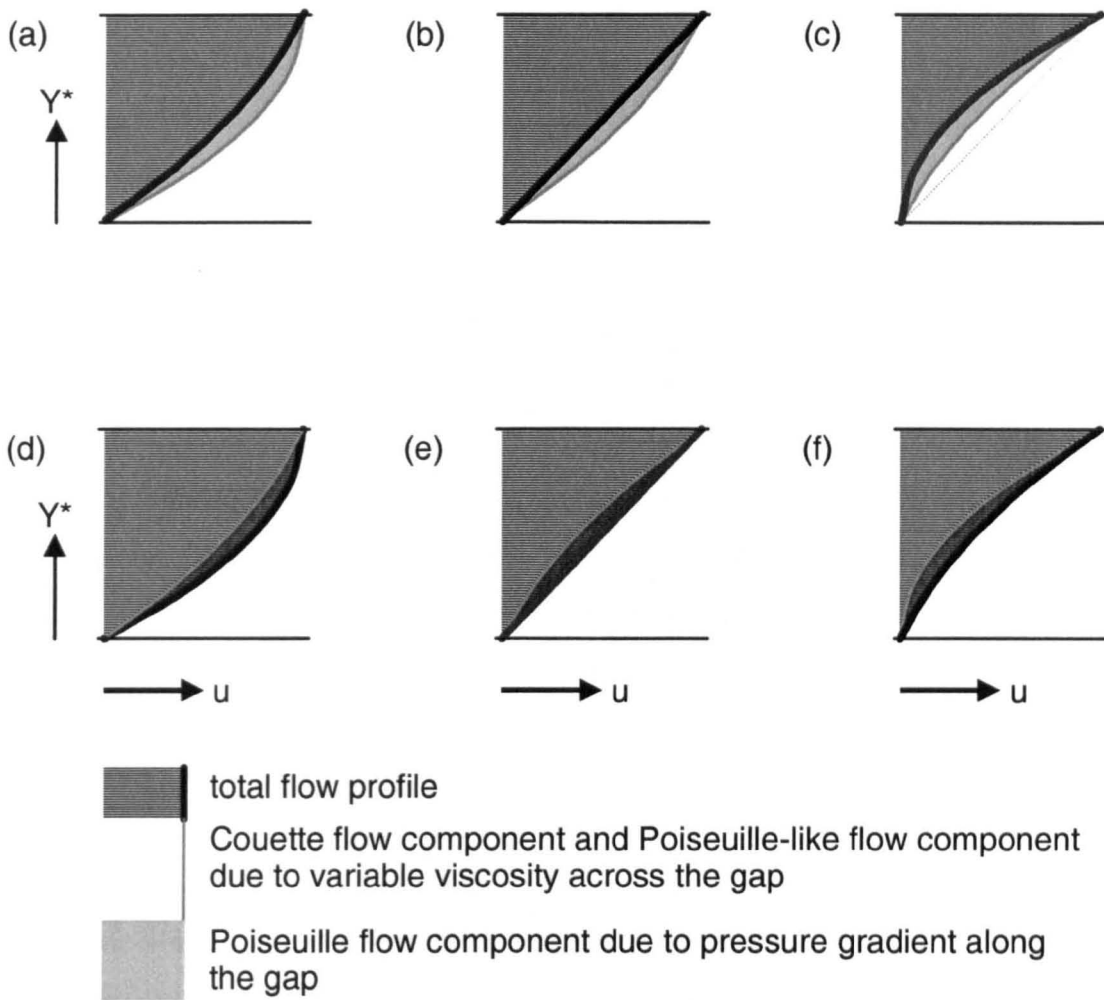 (a)
(b)
(c)
Y*
(d)
(e)
(f)
Y*
u
u
u
total flow profile
Couette flow component and Poiseuille-like flow component
due to variable viscosity across the gap
Poiseuille flow component due to pressure gradient along
the gap